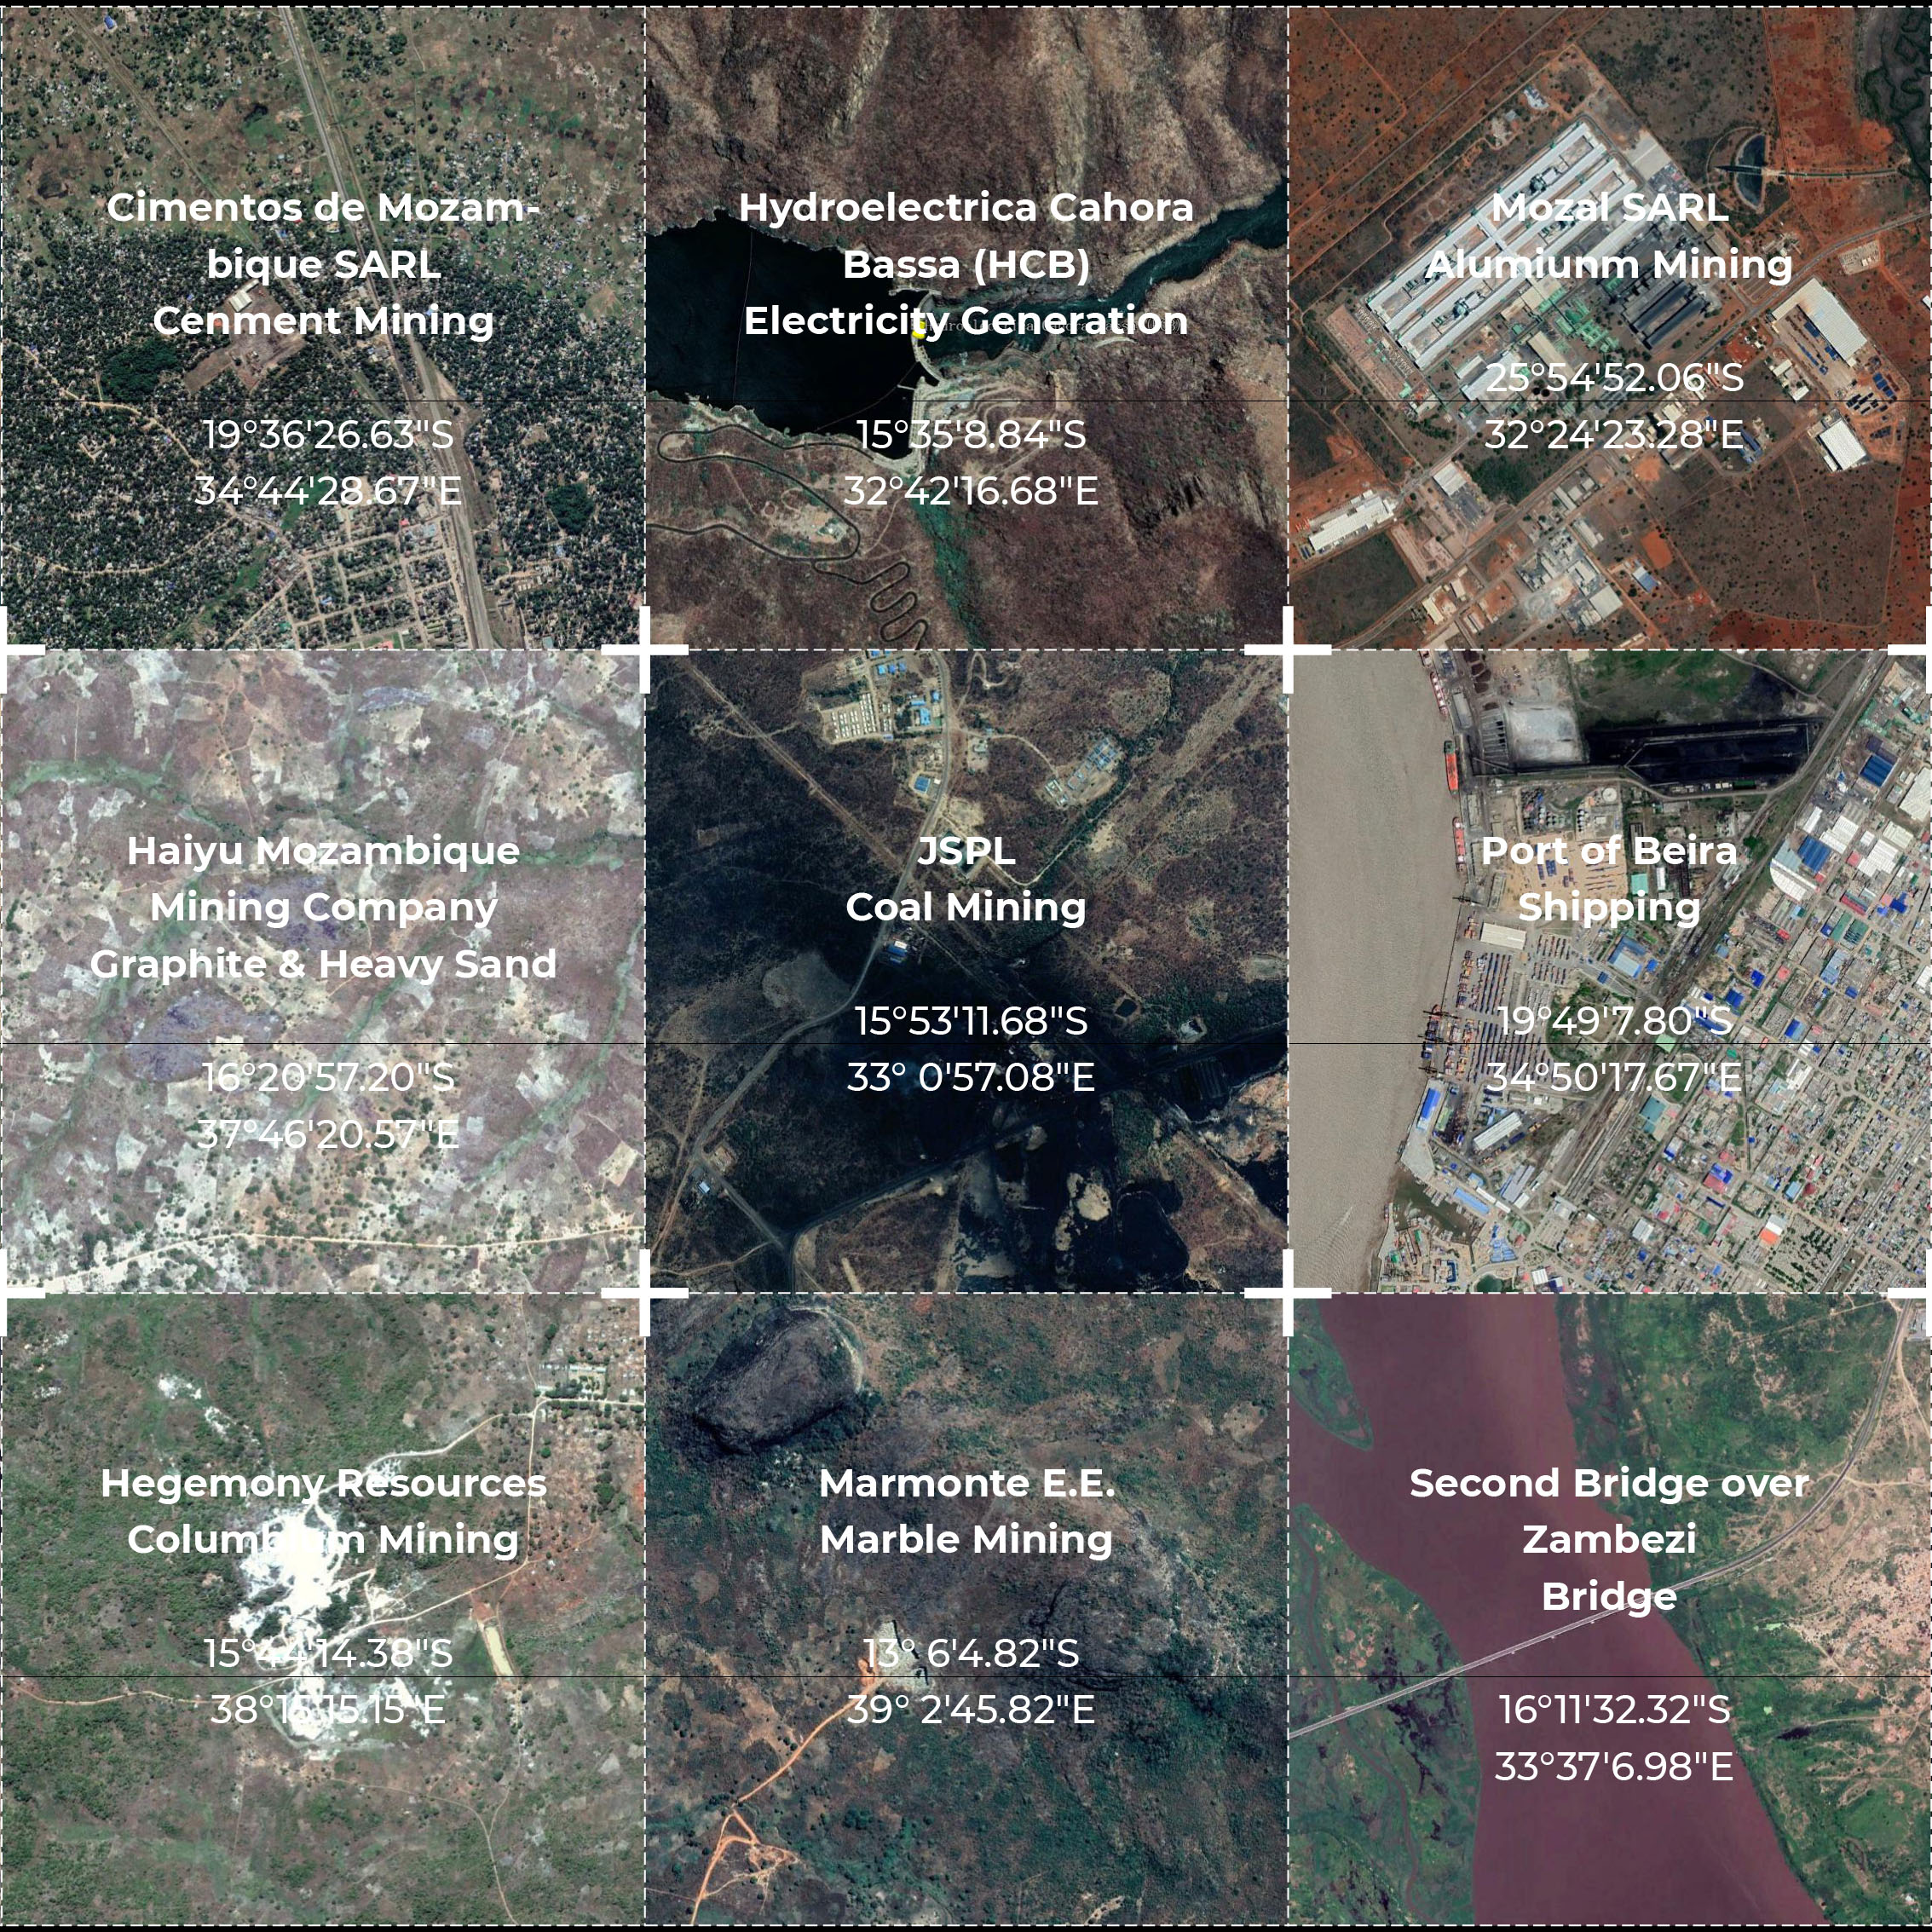 Cimentos de Mozam-
bique SARL
Cenment Mining
19°36'26.63"S
34°44'28.67"E
Hydroelectrica Cahora
Bassa (HCB)
Electricity Generation
15°35'8.84"S
32°42'16.68"E
Mozal SARL
Alumiunm Mining
25°54'52.06"S
32°24'23.28"E
Haiyu Mozambique
Mining Company
Graphite & Heavy Sand
16°20'57.20"S
37°46'20.57"E
JSPL
Coal Mining
15°53'11.68"S
33° 0'57.08"E
Port of Beira
Shipping
19°49'7.80"S
34°50'17.67"E
Hegemony Resources
Columbium Mining
15°44'14.38"S
Marmonte E.E.
Marble Mining
13° 6'4.82"S
39° 2'45.82"E
Second Bridge over
Zambezi
Bridge
16°11'32.32"S
33°37'6.98"E